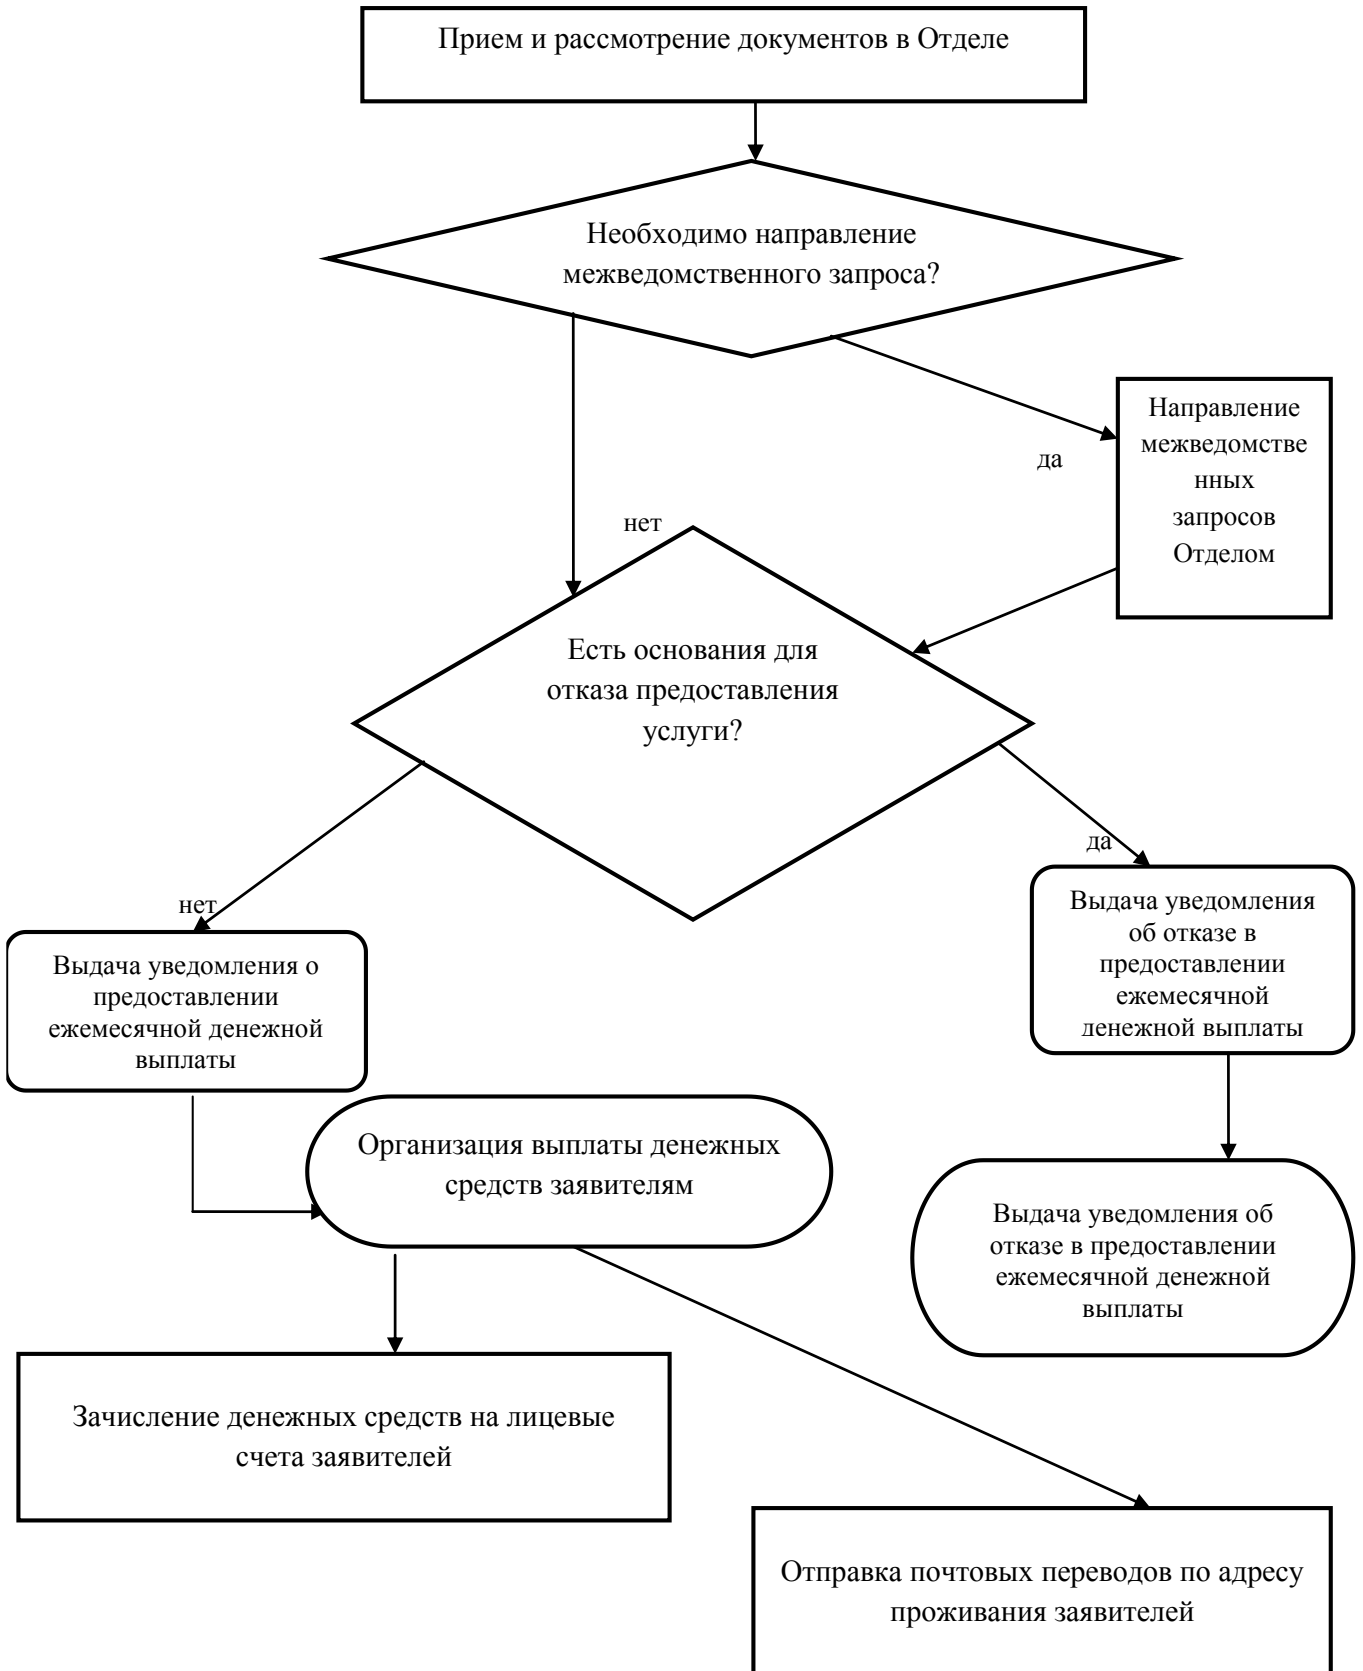 Прием и рассмотрение документов в Отделе
Необходимо направление
межведомственного запроса?
Направление
межведомстве
нных
запросов
Отделом
да
нет
Есть основания для
отказа предоставления
услуги?
да
нет
Выдача уведомления
об отказе в
предоставлении
ежемесячной
денежной выплаты
Выдача уведомления о
предоставлении
ежемесячной денежной
выплаты
Организация выплаты денежных
средств заявителям
Выдача уведомления об
отказе в предоставлении
ежемесячной денежной
выплаты
Зачисление денежных средств на лицевые
счета заявителей
Отправка почтовых переводов по адресу
проживания заявителей